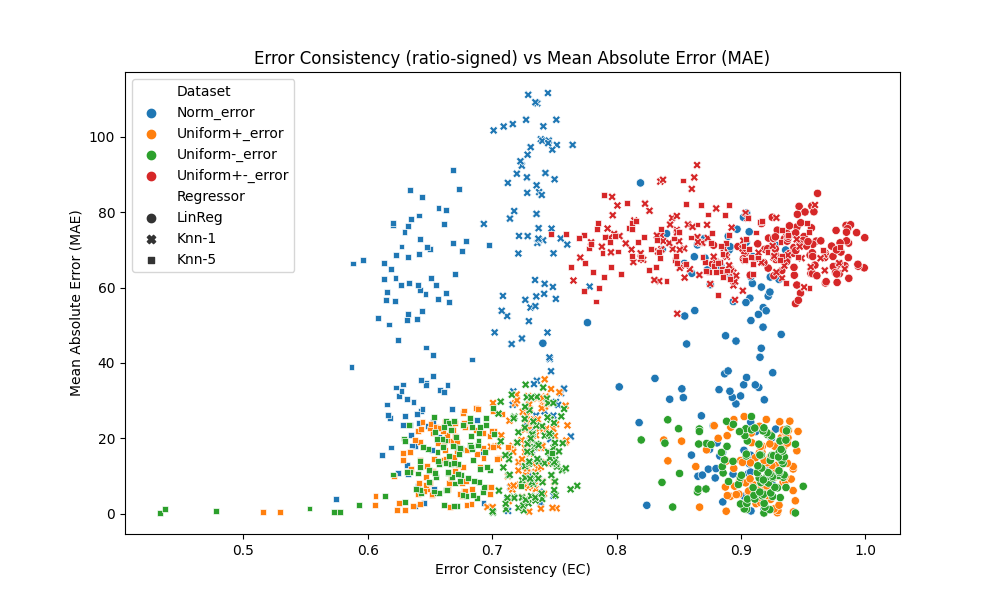 Error Consistency (ratio-signed) vs Mean Absolute Error (MAE)
Dataset
Norm_error
Uniform+_error
Uniform-_error
Uniform+-_error
Regressor
LinReg
Knn-1
Knn-5
Mean Absolute Error (MAE)
100
80
60
40
20
0
0.5 0.6 0.7 0.8 0.9 1.0
Error Consistency (EC)